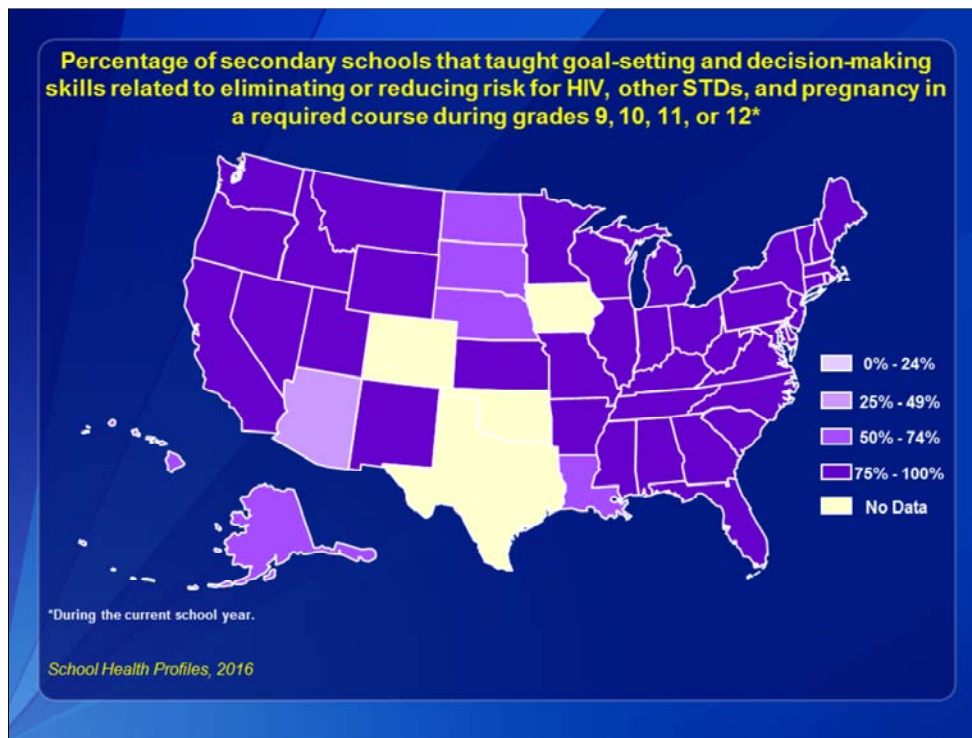 Percentage of secondary schools that taught goal-setting and decision-making
skills related to eliminating or reducing risk for HIV, other STDs, and pregnancy in
a required course during grades 9, 10, 11, or 12*
0% - 24%
25% - 49%
50% - 74%
75% - 100%
No Data
*During the current school year.
School Health Profiles, 2016